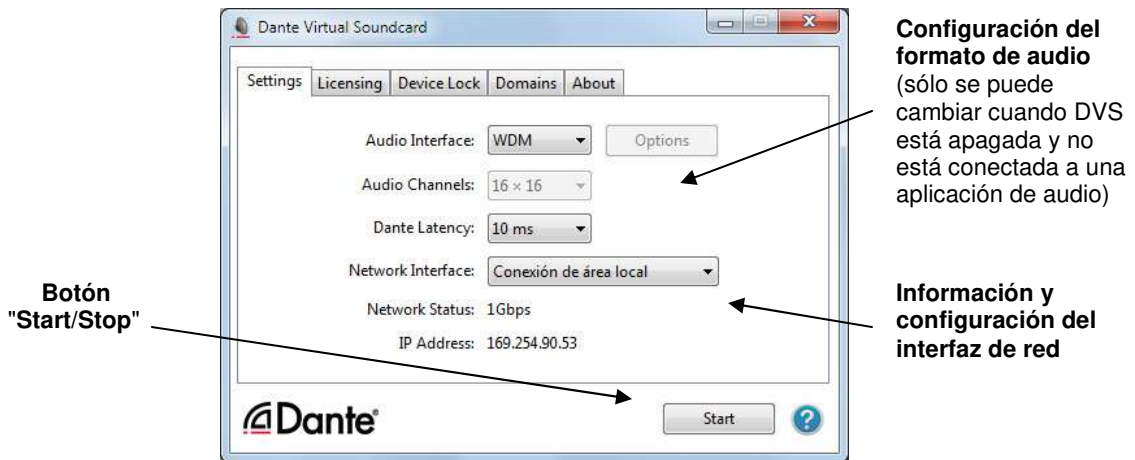 Dante Virtual Soundcard
Settings Licensing Device Lock Domains About
Audio Interface: WDM Options
Audio Channels: 16 × 16
Dante Latency: 10 ms
Network Interface: Conexión de área local
Network Status: 1Gbps
IP Address: 169.254.90.53
Dante®
Start
?
Configuración del
formato de audio
(sólo se puede
cambiar cuando DVS
está apagada y no
está conectada a una
aplicación de audio)
Botón
"Start/Stop"
Información y
configuración del
interfaz de red